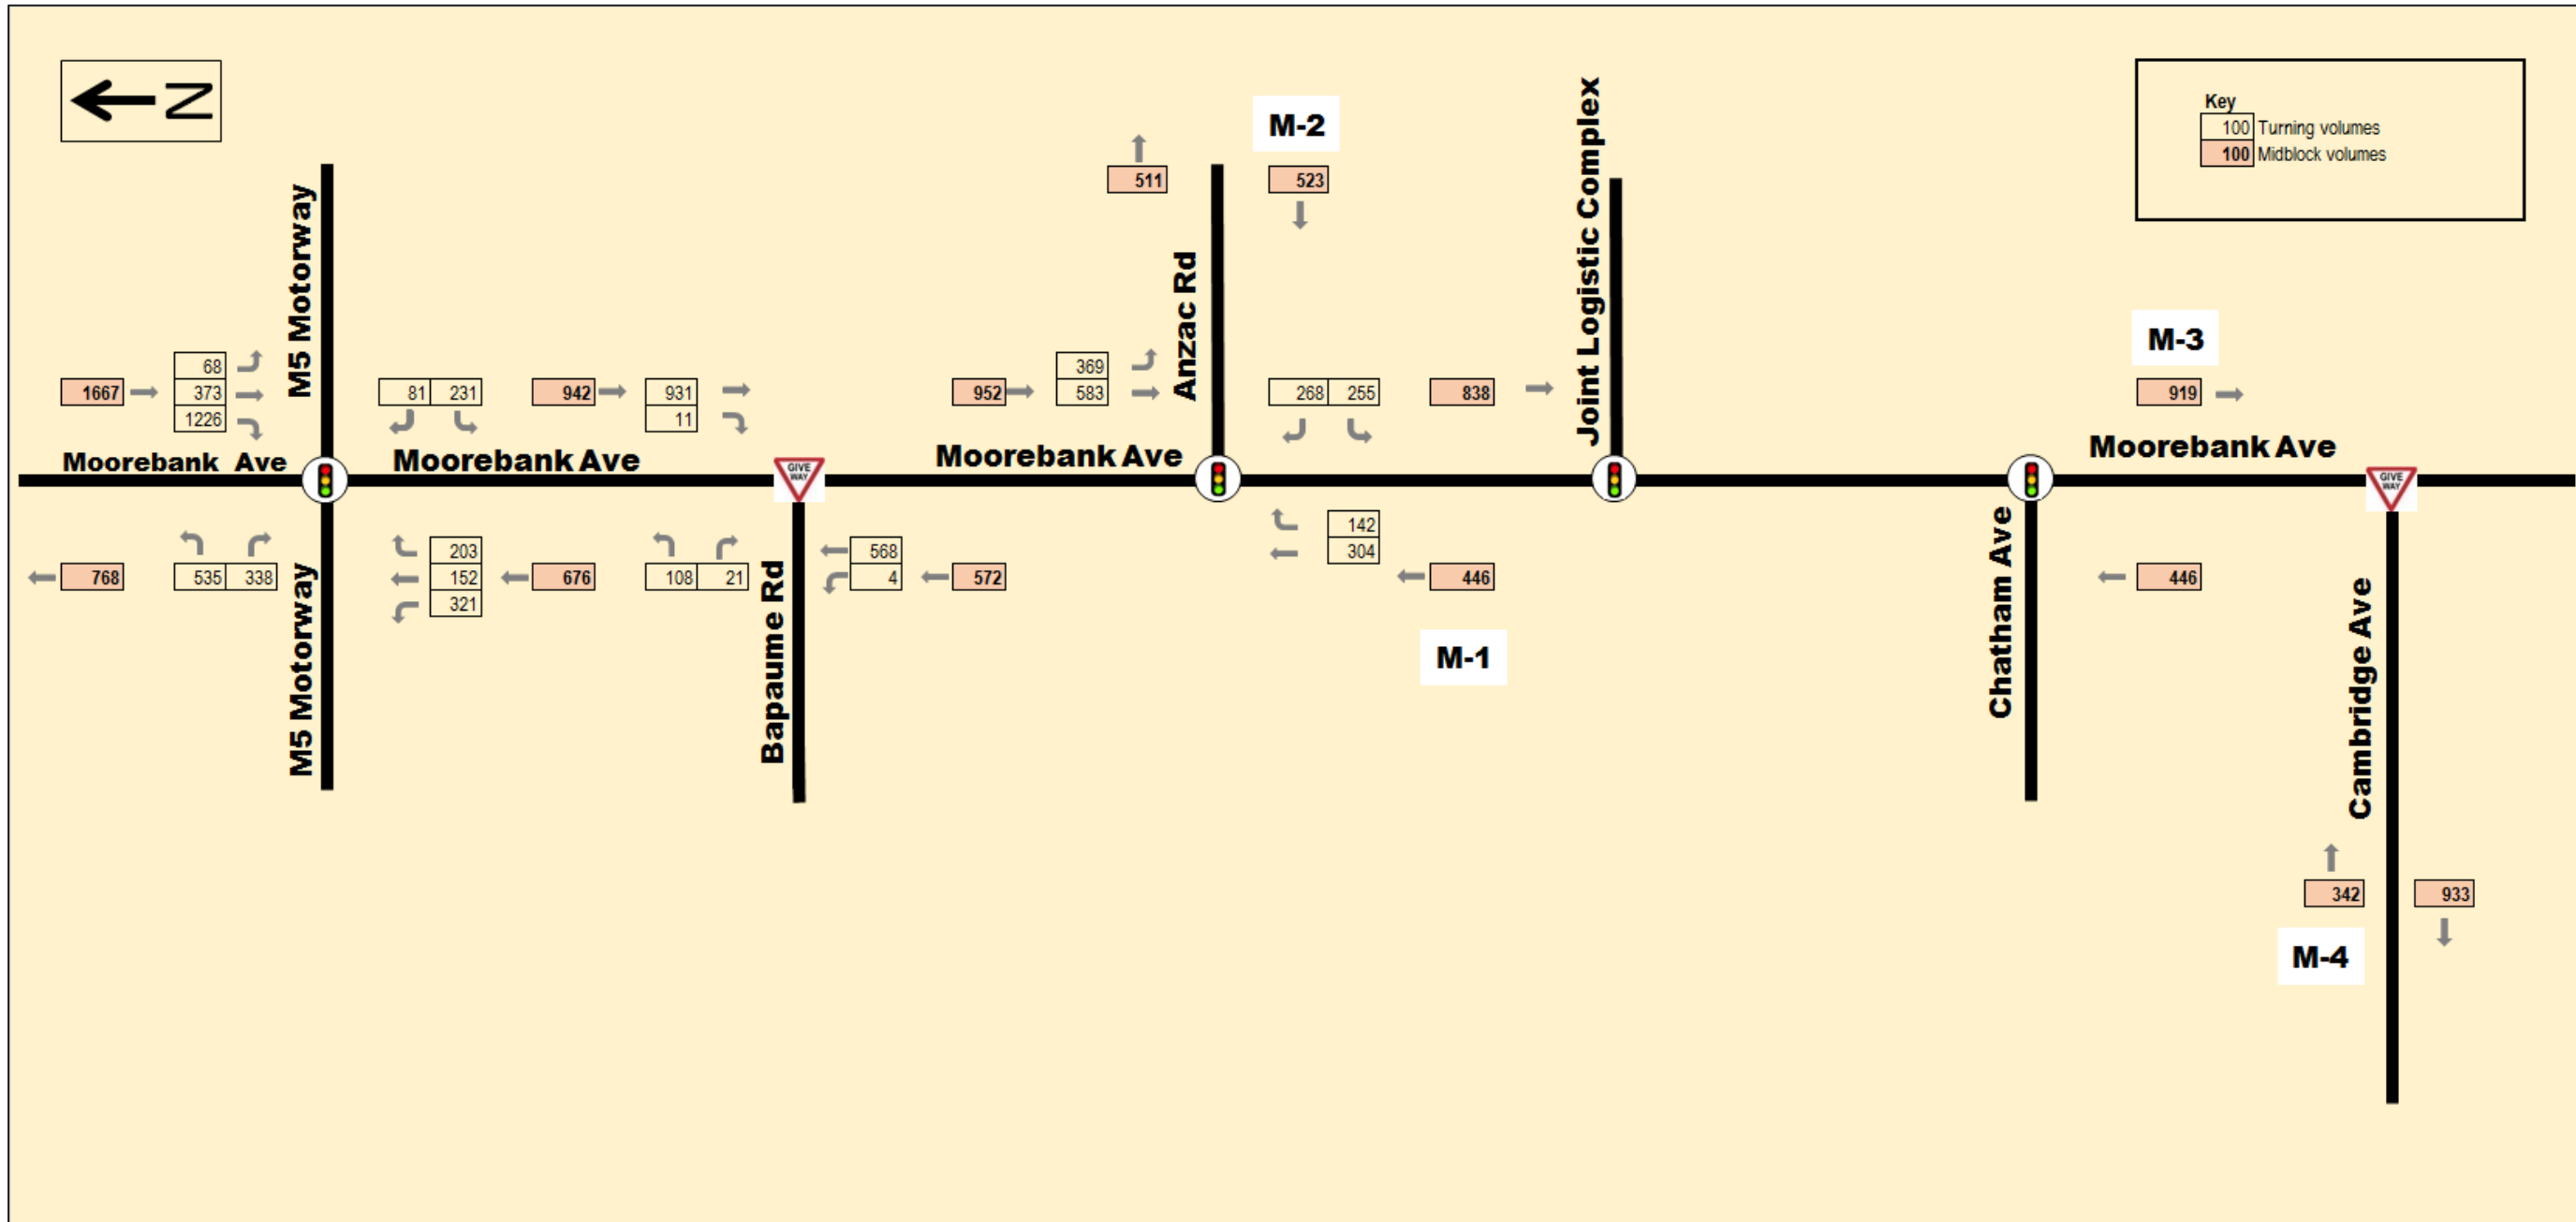 N
M-2
Key
100 Turning volumes
100 Midblock volumes
511
523
M5 Motorway
Anzac Rd
Joint Logistic Complex
M-3
68
1667 373
1226
81 231
942 931
11
369
952 583
268 255
838
919
Moorebank Ave
Moorebank Ave
Moorebank Ave
Moorebank Ave
GIVE WAY
GIVE WAY
768
535 338
203
152
321
676
108 21
568
4
572
142
304
446
446
M5 Motorway
Bapaume Rd
M-1
Chatham Ave
Cambridge Ave
342
933
M-4